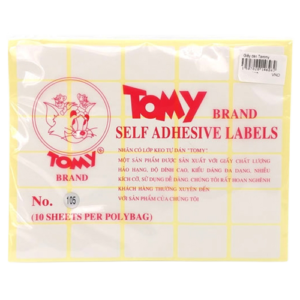 TOMY BRAND
SELF ADHESIVE LABELS
NHÃN CÓ LỚP KEO TỰ DÁN "TOMY"
MỘT SẢN PHẨM ĐƯỢC SẢN XUẤT VỚI GIẤY CHẤT LƯỢNG
HẢO HẠNG. ĐỘ DÍNH CAO, KIỂU DÁNG ĐA DẠNG, NHIỀU
KÍCH CỠ, SỬ DỤNG DỄ DÀNG. CHÚNG TÔI RẤT HOAN NGHÊNH
KHÁCH HÀNG THƯỜNG XUYÊN ĐẾN
VỚI SẢN PHẨM CỦA CHÚNG TÔI
TOMY
BRAND
No. 105
(10 SHEETS PER POLYBAG)